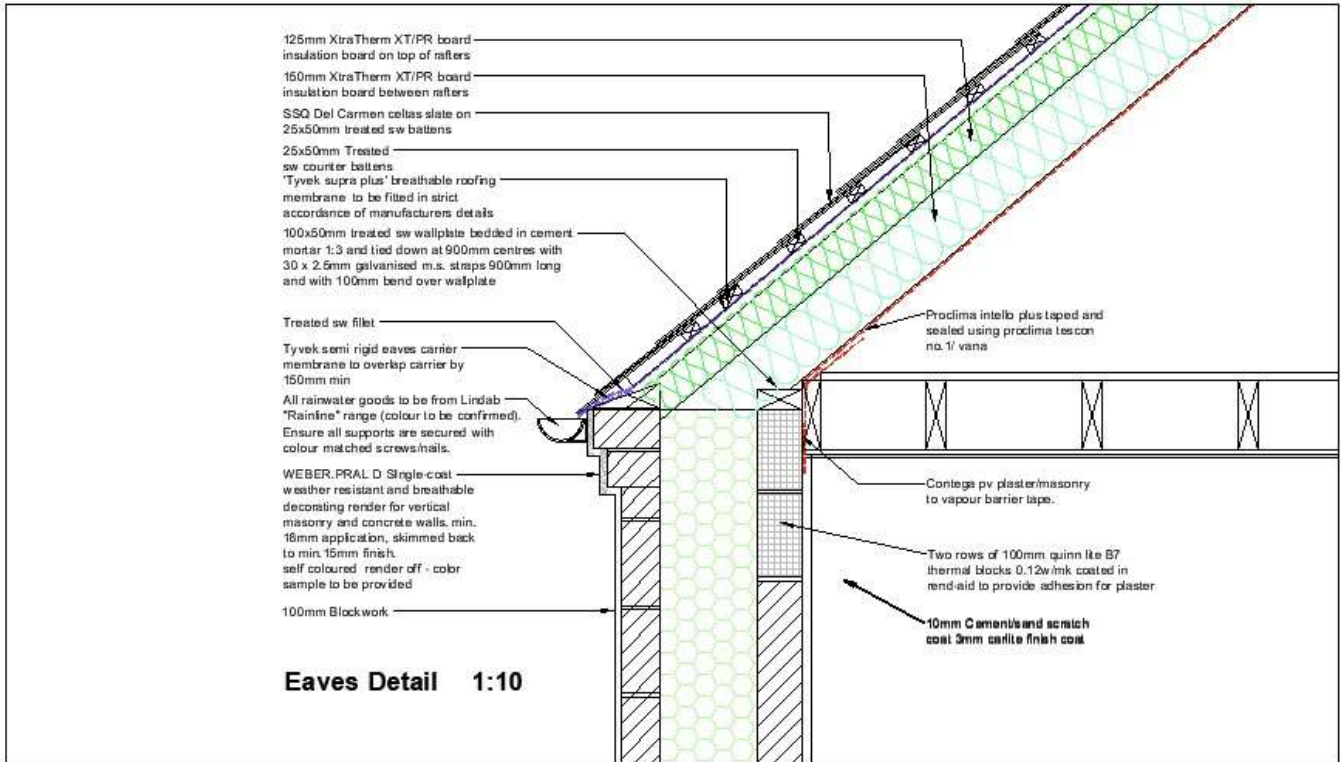 125mm XtraTherm XT/PR board
insulation board on top of rafters
150mm XtraTherm XT/PR board
insulation board between rafters
SSQ Del Carmen celtas slate on
25x50mm treated sw battens
25x50mm Treated
sw counter battens
'Tyvek supra plus' breathable roofing
membrane to be fitted in strict
accordance of manufacturers details
100x50mm treated sw wallplate bedded in cement
mortar 1:3 and tied down at 900mm centres with
30 x 2.5mm galvanised m.s. straps 900mm long
and with 100mm bend over wallplate
Treated sw fillet
Tyvek semi rigid eaves carrier
membrane to overlap carrier by
150mm min
All rainwater goods to be from Lindab
"Rainline" range (colour to be confirmed).
Ensure all supports are secured with
colour matched screws/nails.
WEBER.PRAL D Single-coat
weather resistant and breathable
decorating render for vertical
masonry and concrete walls. min.
18mm application, skimmed back
to min. 15mm finish.
self coloured render off - color
sample to be provided
100mm Blockwork
Eaves Detail 1:10
Proclima intello plus taped and
sealed using proclima tescon
no.1/ vana
Contega pv plaster/masonry
to vapour barrier tape.
Two rows of 100mm quinn lite B7
thermal blocks 0.12w/mk coated in
rend-aid to provide adhesion for plaster
10mm Cement/sand scratch
coat 3mm carlite finish coat